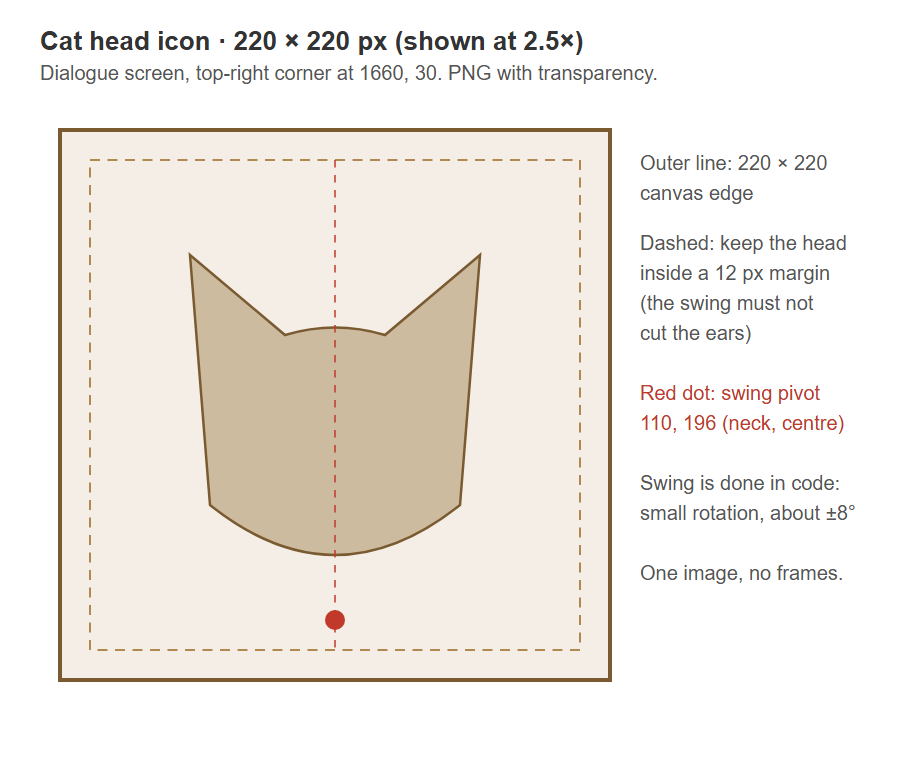 Cat head icon · 220 × 220 px (shown at 2.5×)
Dialogue screen, top-right corner at 1660, 30. PNG with transparency.
Outer line: 220 × 220
canvas edge
Dashed: keep the head
inside a 12 px margin
(the swing must not
cut the ears)
Red dot: swing pivot
110, 196 (neck, centre)
Swing is done in code:
small rotation, about ±8°
One image, no frames.